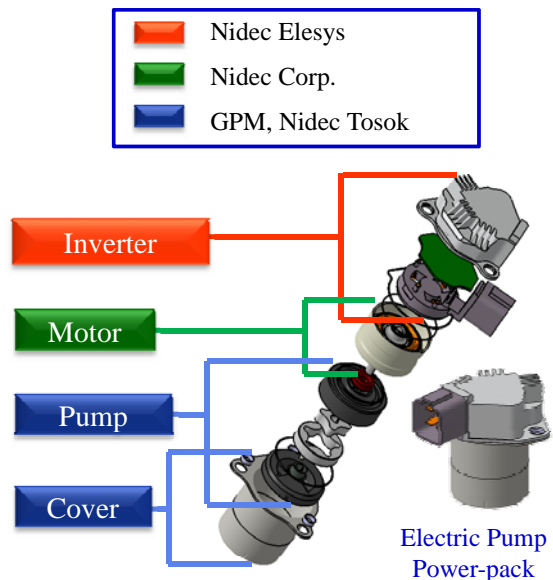 Nidec Elesys
Nidec Corp.
GPM, Nidec Tosok
Inverter
Motor
Pump
Cover
Electric Pump
Power-pack